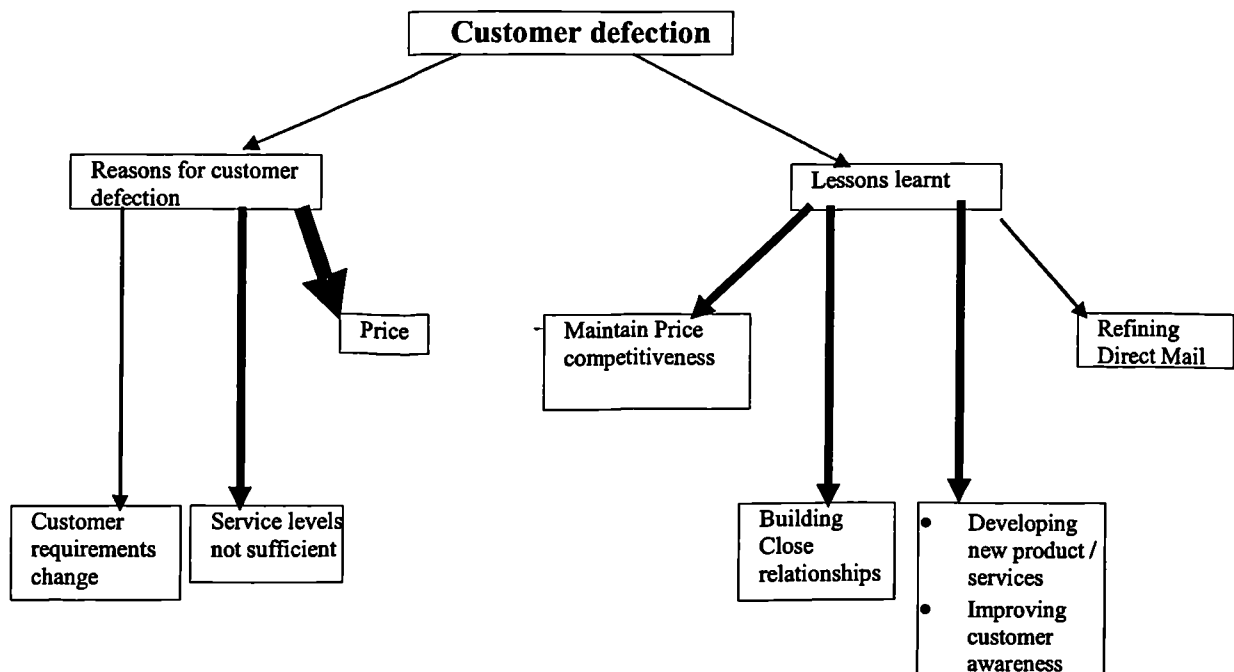 Customer defection
Reasons for customer
defection
Lessons learnt
Price
Maintain Price
competitiveness
Refining
Direct Mail
Customer
requirements
change
Service levels
not sufficient
Building
Close
relationships
• Developing
new product /
services
• Improving
customer
awareness